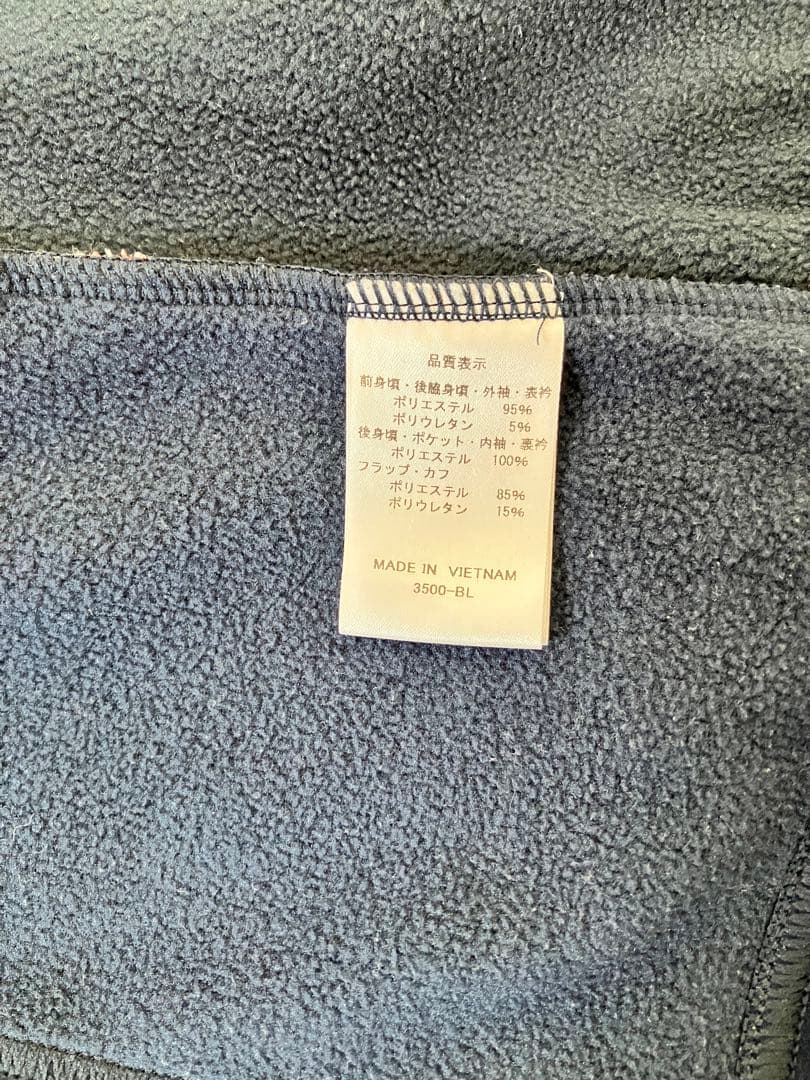 品質表示
前身頃・後脇身頃・外袖・表衿
ポリエステル 95%
ポリウレタン 5%
後身頃・ポケット・内袖・裏衿
ポリエステル 100%
フラップ・カフ
ポリエステル 85%
ポリウレタン 15%
MADE IN VIETNAM
3500-BL